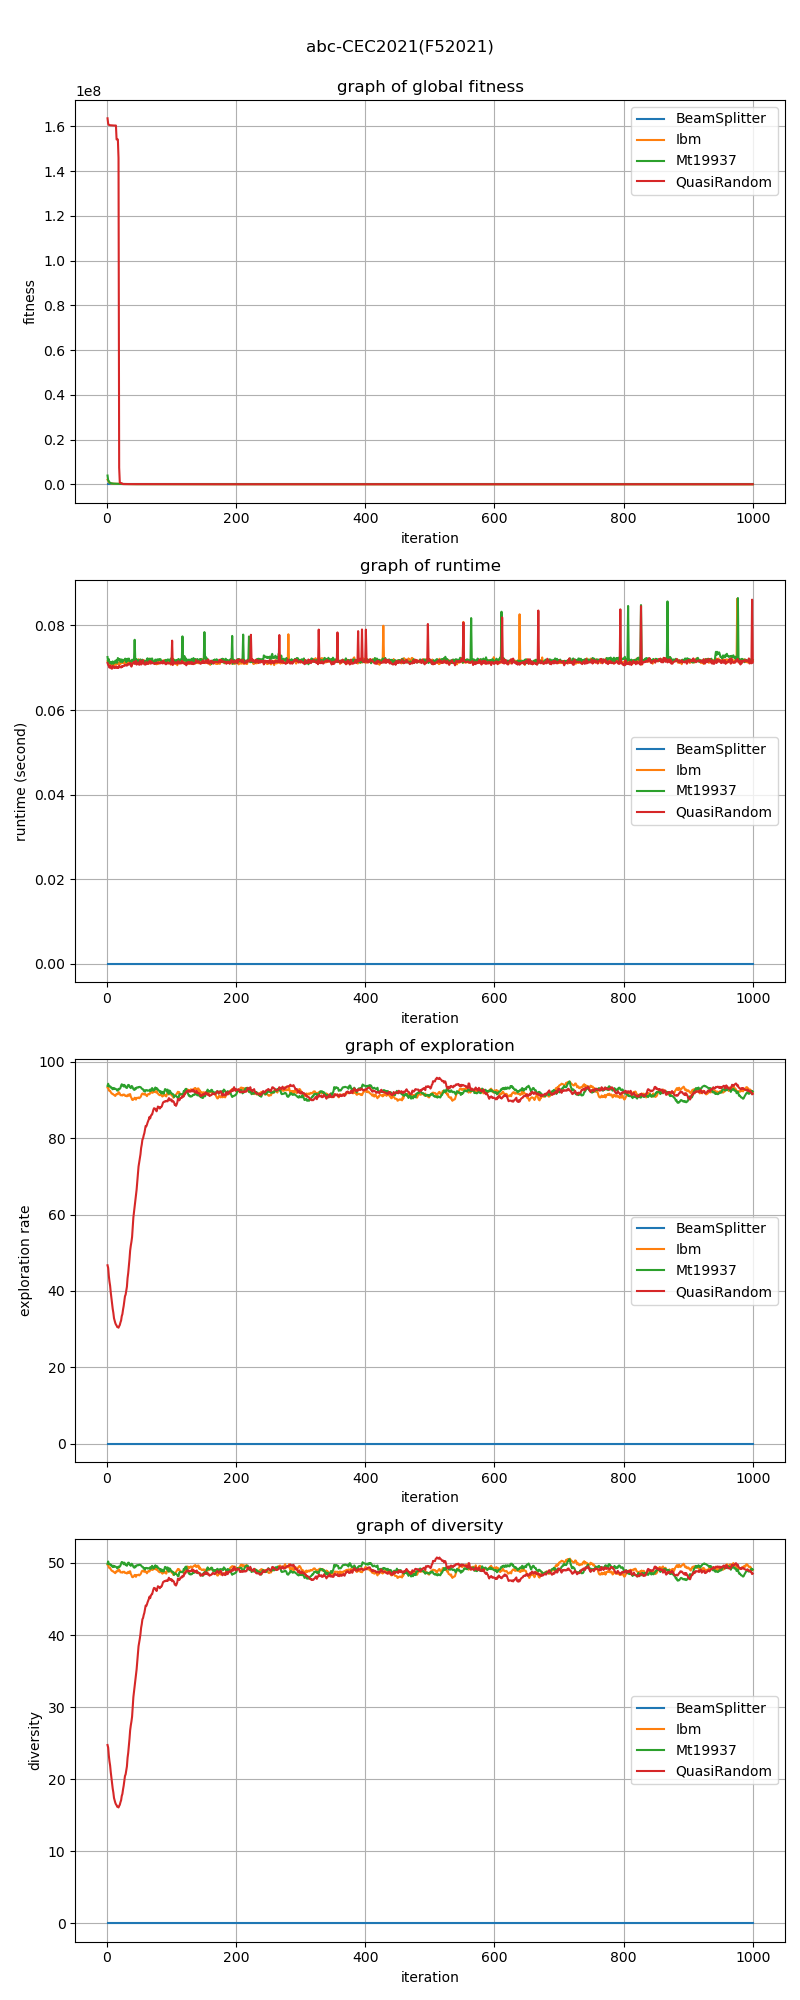 abc-CEC2021(F52021)
graph of global fitness
1e8
1.6
1.4
1.2
1.0
0.8
0.6
0.4
0.2
0.0
fitness
BeamSplitter
Ibm
Mt19937
QuasiRandom
0 200 400 600 800 1000
iteration
graph of runtime
0.08
0.06
0.04
0.02
0.00
runtime (second)
BeamSplitter
Ibm
Mt19937
QuasiRandom
0 200 400 600 800 1000
iteration
graph of exploration
100
80
60
40
20
0
exploration rate
BeamSplitter
Ibm
Mt19937
QuasiRandom
0 200 400 600 800 1000
iteration
graph of diversity
50
40
30
20
10
0
diversity
BeamSplitter
Ibm
Mt19937
QuasiRandom
0 200 400 600 800 1000
iteration